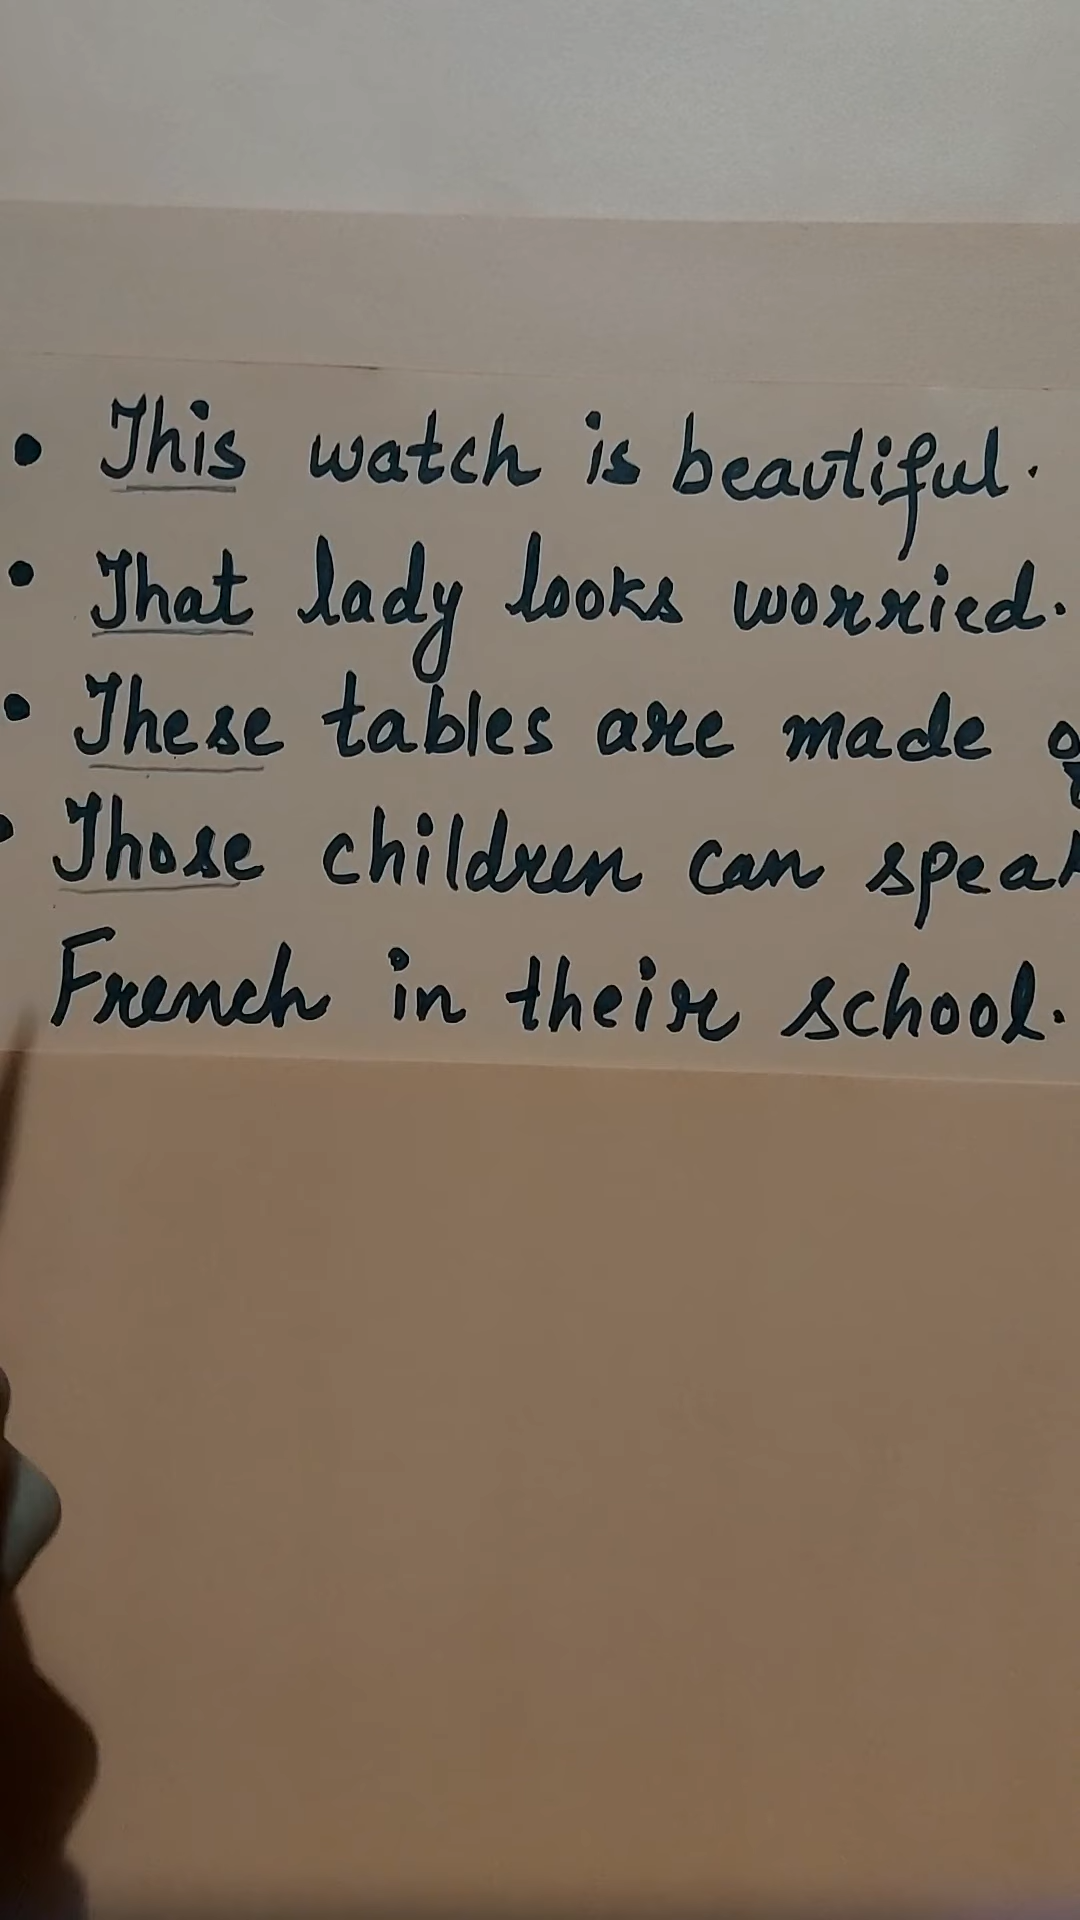 • This watch is beautiful.
• That lady looks worried.
• These tables are made
• Those children can speak
French in their school.